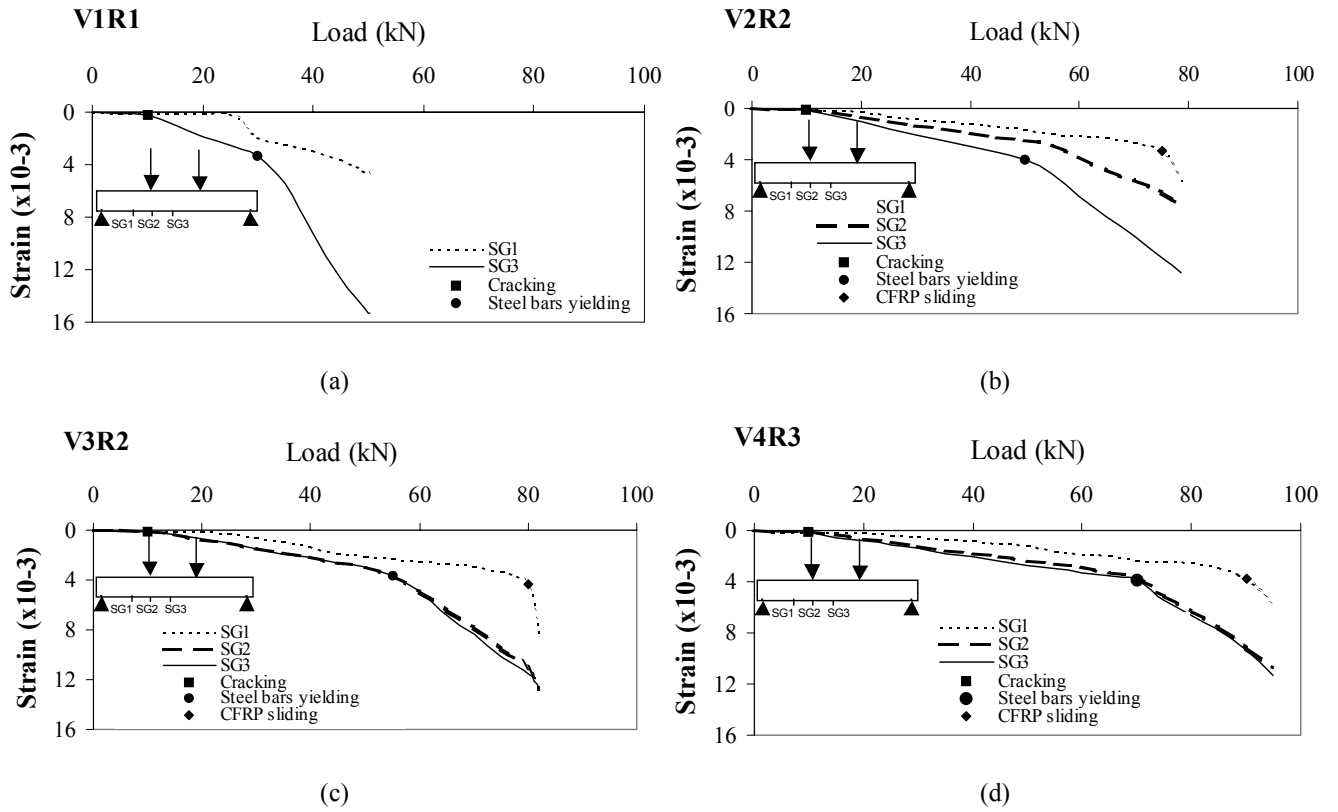 V1R1
Load (kN)
0 20 40 60 80 100
0
4
8
12
16
Strain (x10-3)
SG1 SG2 SG3
SG1
SG3
Cracking
Steel bars yielding
(a)
V2R2
Load (kN)
0 20 40 60 80 100
0
4
8
12
16
Strain (x10-3)
SG1 SG2 SG3
SG1
SG2
SG3
Cracking
Steel bars yielding
CFRP sliding
(b)
V3R2
Load (kN)
0 20 40 60 80 100
0
4
8
12
16
Strain (x10-3)
SG1 SG2 SG3
SG1
SG2
SG3
Cracking
Steel bars yielding
CFRP sliding
(c)
V4R3
Load (kN)
0 20 40 60 80 100
0
4
8
12
16
Strain (x10-3)
SG1 SG2 SG3
SG1
SG2
SG3
Cracking
Steel bars yielding
CFRP sliding
(d)